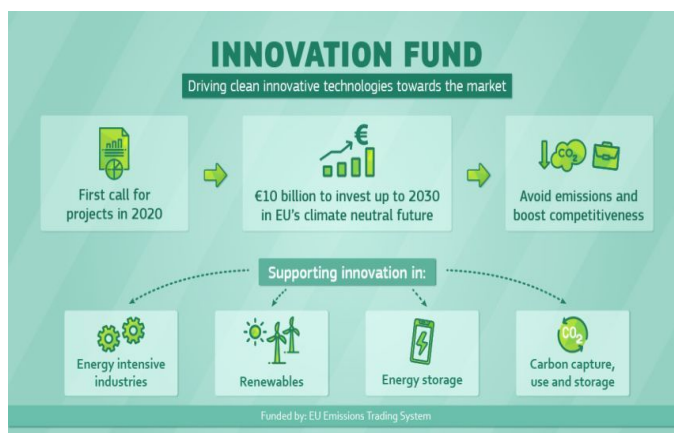 INNOVATION FUND
Driving clean innovative technologies towards the market
First call for
projects in 2020
€
€10 billion to invest up to 2030
in EU's climate neutral future
CO₂
Avoid emissions and
boost competitiveness
Supporting innovation in:
Energy intensive
industries
Renewables
Energy storage
CO₂
Carbon capture,
use and storage
Funded by: EU Emissions Trading System